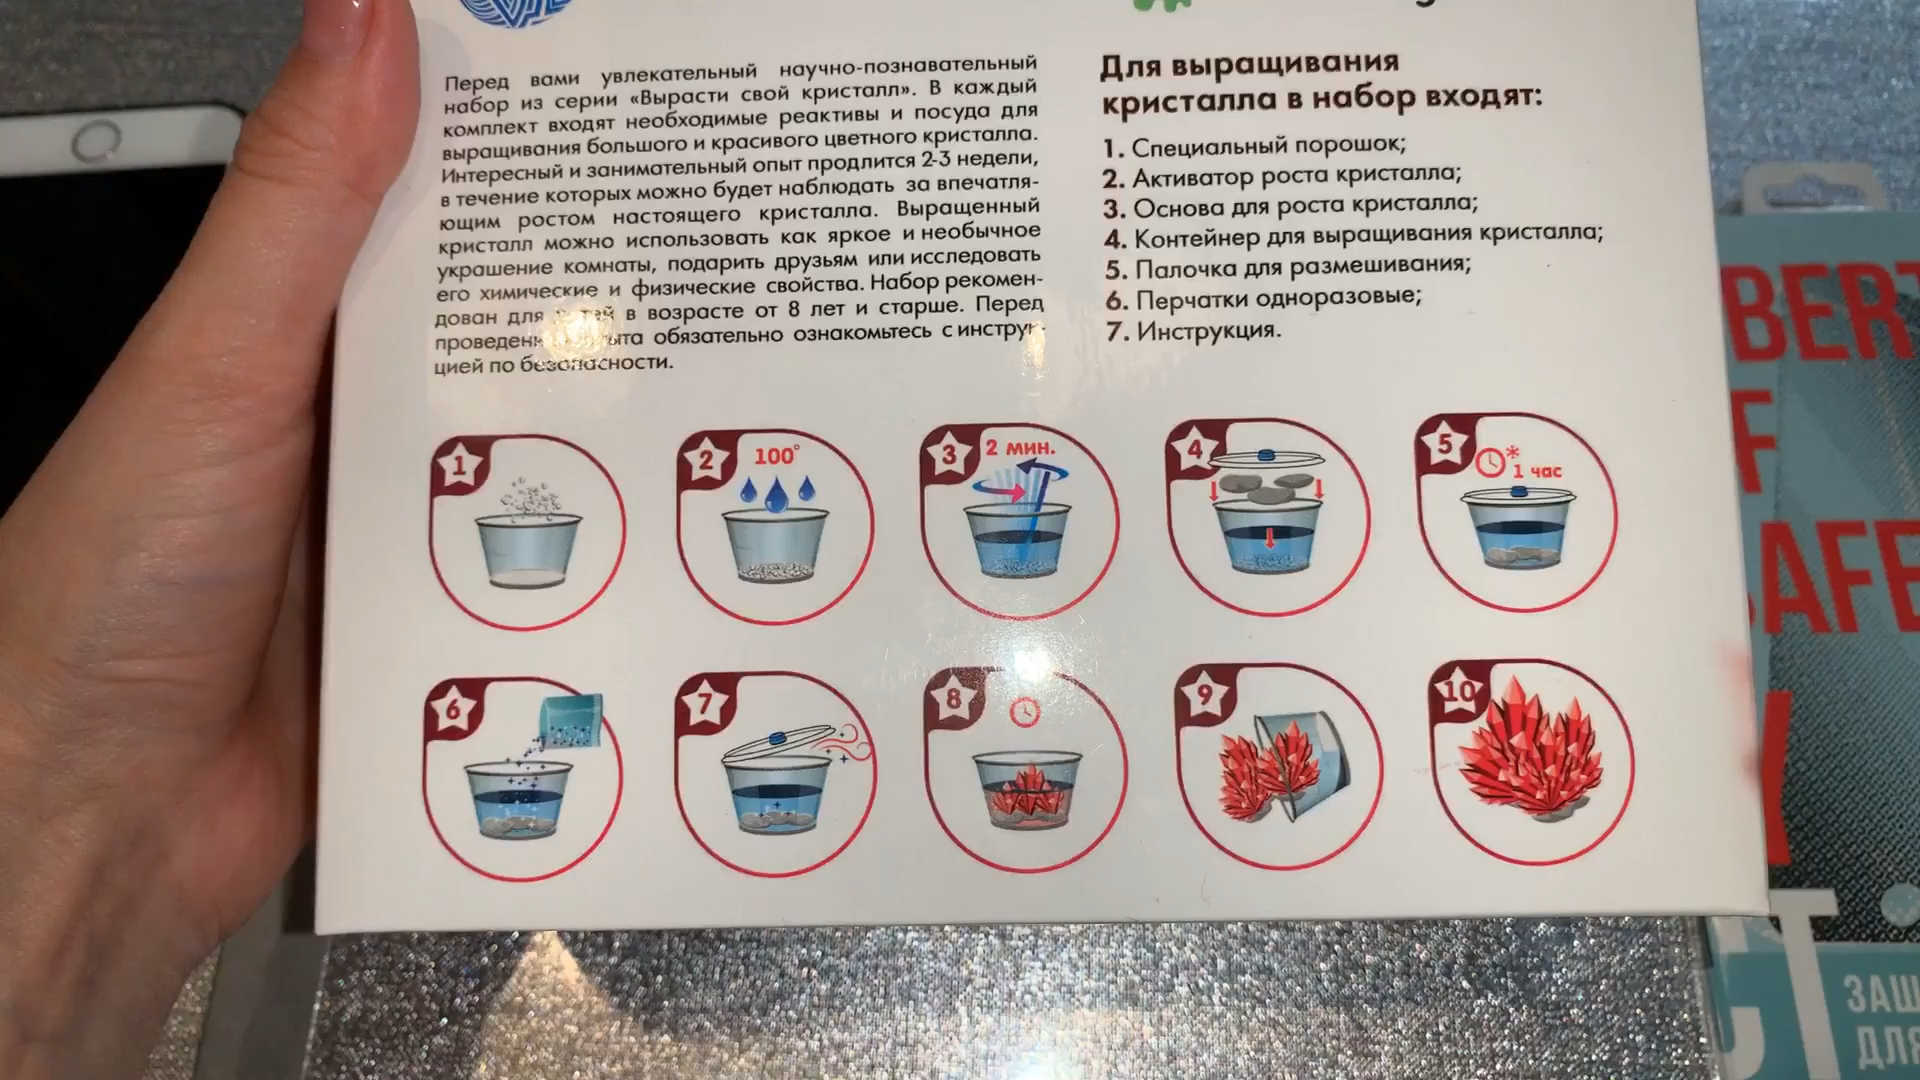 Перед вами увлекательный научно-познавательный
набор из серии «Вырасти свой кристалл». В каждый
комплект входят необходимые реактивы и посуда для
выращивания большого и красивого цветного кристалла.
Интересный и занимательный опыт продлится 2-3 недели,
в течение которых можно будет наблюдать за впечатля-
ющим ростом настоящего кристалла. Выращенный
кристалл можно использовать как яркое и необычное
украшение комнаты, подарить друзьям или исследовать
его химические и физические свойства. Набор рекомен-
дован для в возрасте от 8 лет и старше. Перед
обязательно ознакомьтесь с инструк-
цией по безопасности.
Для выращивания
кристалла в набор входят:
1. Специальный порошок;
2. Активатор роста кристалла;
3. Основа для роста кристалла;
4. Контейнер для выращивания кристалла;
5. Палочка для размешивания;
6. Перчатки одноразовые;
7. Инструкция.
1
2 100°
3 2 мин.
4
5 * 1 час
6
7
8
9
10
BERT
F
AFE
CT
ЗАЩ
ДЛЯ